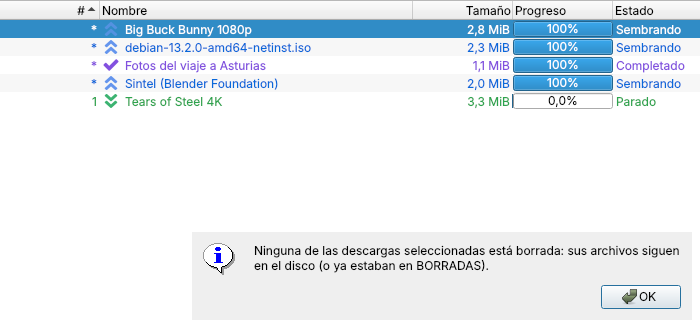 # Nombre Tamaño Progreso Estado
* Big Buck Bunny 1080p 2,8 MiB 100% Sembrando
* debian-13.2.0-amd64-netinst.iso 2,3 MiB 100% Sembrando
* Fotos del viaje a Asturias 1,1 MiB 100% Completado
* Sintel (Blender Foundation) 2,0 MiB 100% Sembrando
1 Tears of Steel 4K 3,3 MiB 0,0% Parado
Ninguna de las descargas seleccionadas está borrada: sus archivos siguen
en el disco (o ya estaban en BORRADAS).
OK